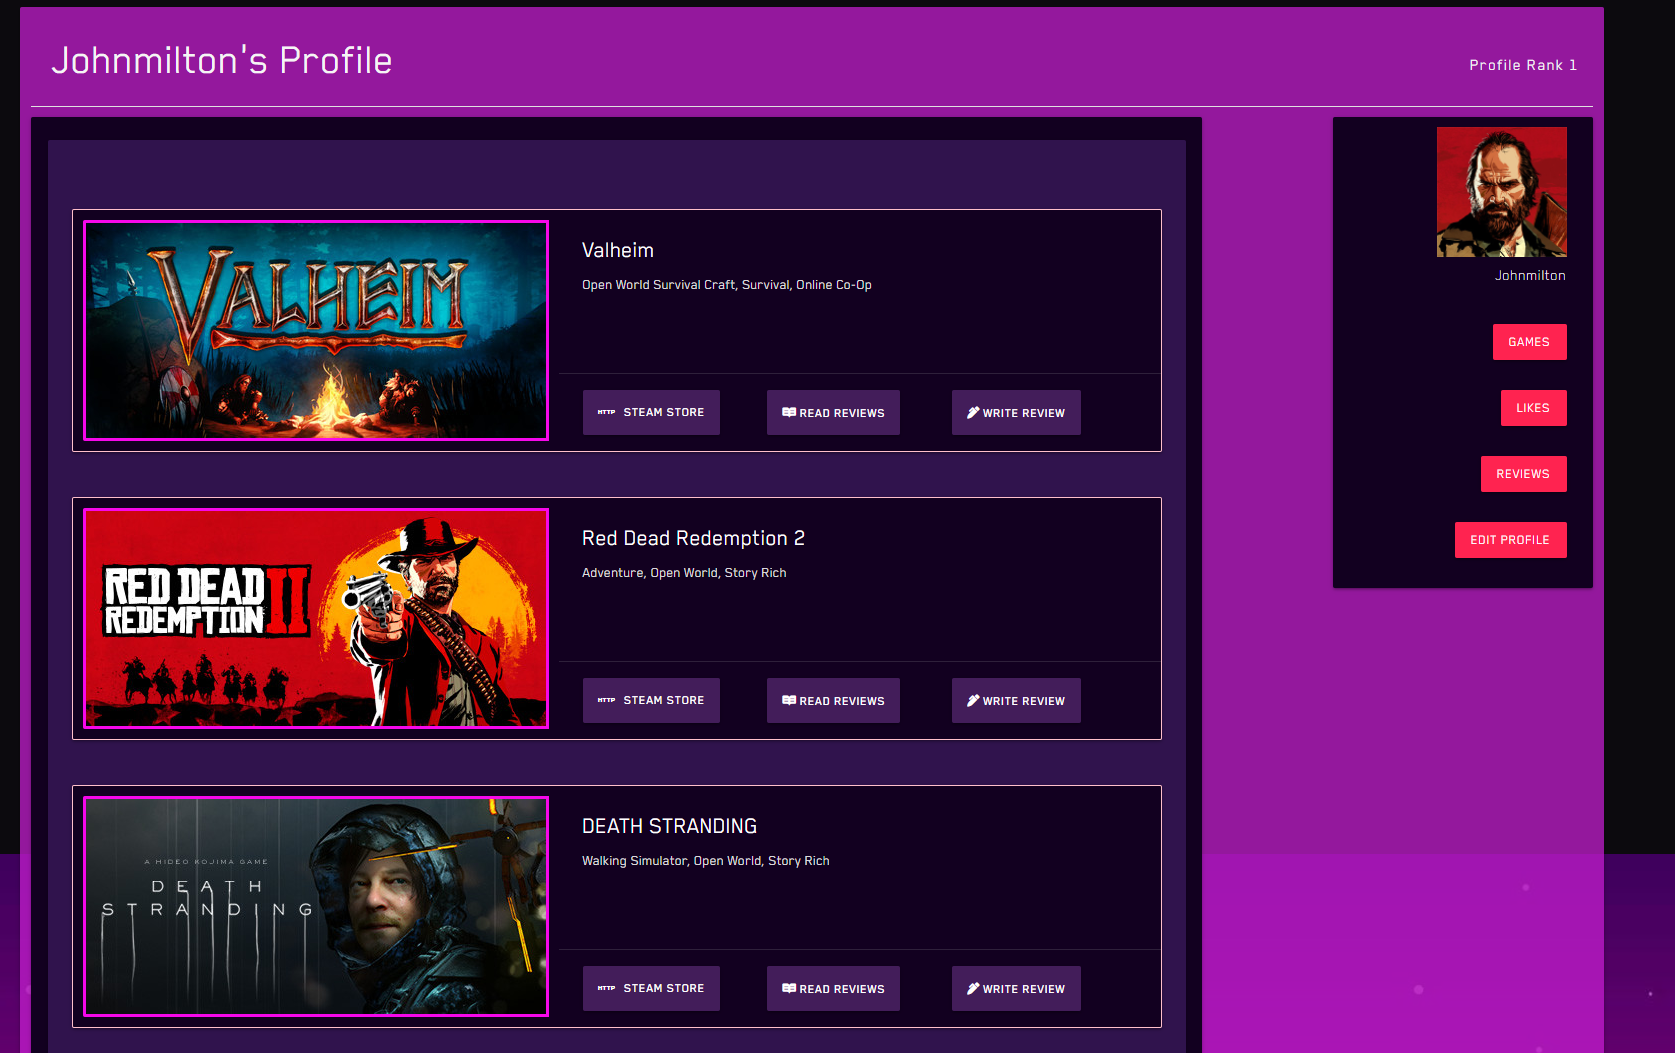 Johnmilton's Profile
Profile Rank 1
VALHEIM
Valheim
Open World Survival Craft, Survival, Online Co-Op
HTTP STEAM STORE
READ REVIEWS
WRITE REVIEW
RED DEAD
REDEMPTION II
Red Dead Redemption 2
Adventure, Open World, Story Rich
HTTP STEAM STORE
READ REVIEWS
WRITE REVIEW
A HIDEO KOJIMA GAME
DEATH
STRANDING
DEATH STRANDING
Walking Simulator, Open World, Story Rich
HTTP STEAM STORE
READ REVIEWS
WRITE REVIEW
Johnmilton
GAMES
LIKES
REVIEWS
EDIT PROFILE